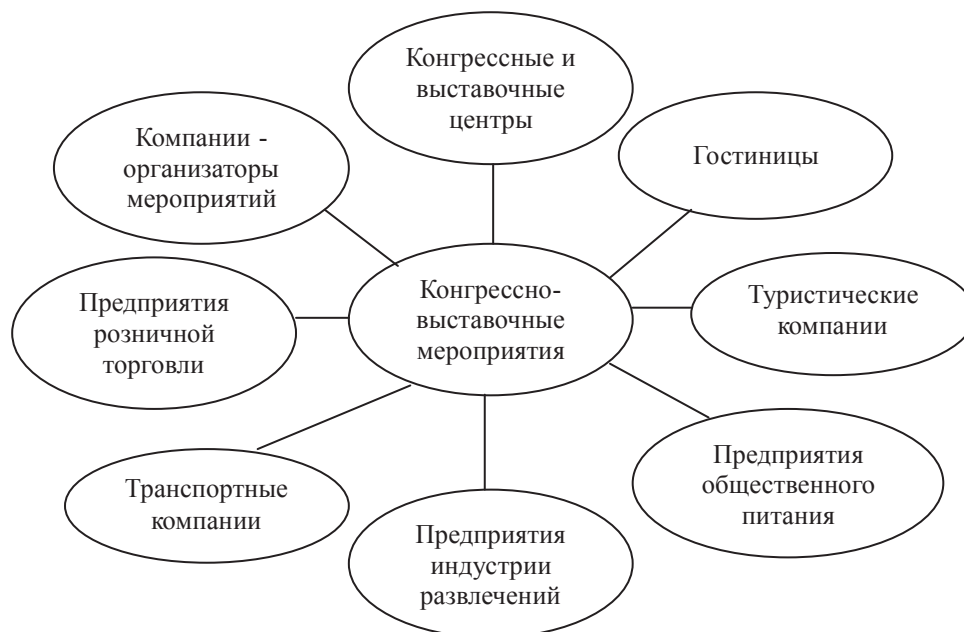 Конгрессные и
выставочные
центры
Компании -
организаторы
мероприятий
Гостиницы
Предприятия
розничной
торговли
Конгрессно-
выставочные
мероприятия
Туристические
компании
Транспортные
компании
Предприятия
индустрии
развлечений
Предприятия
общественного
питания